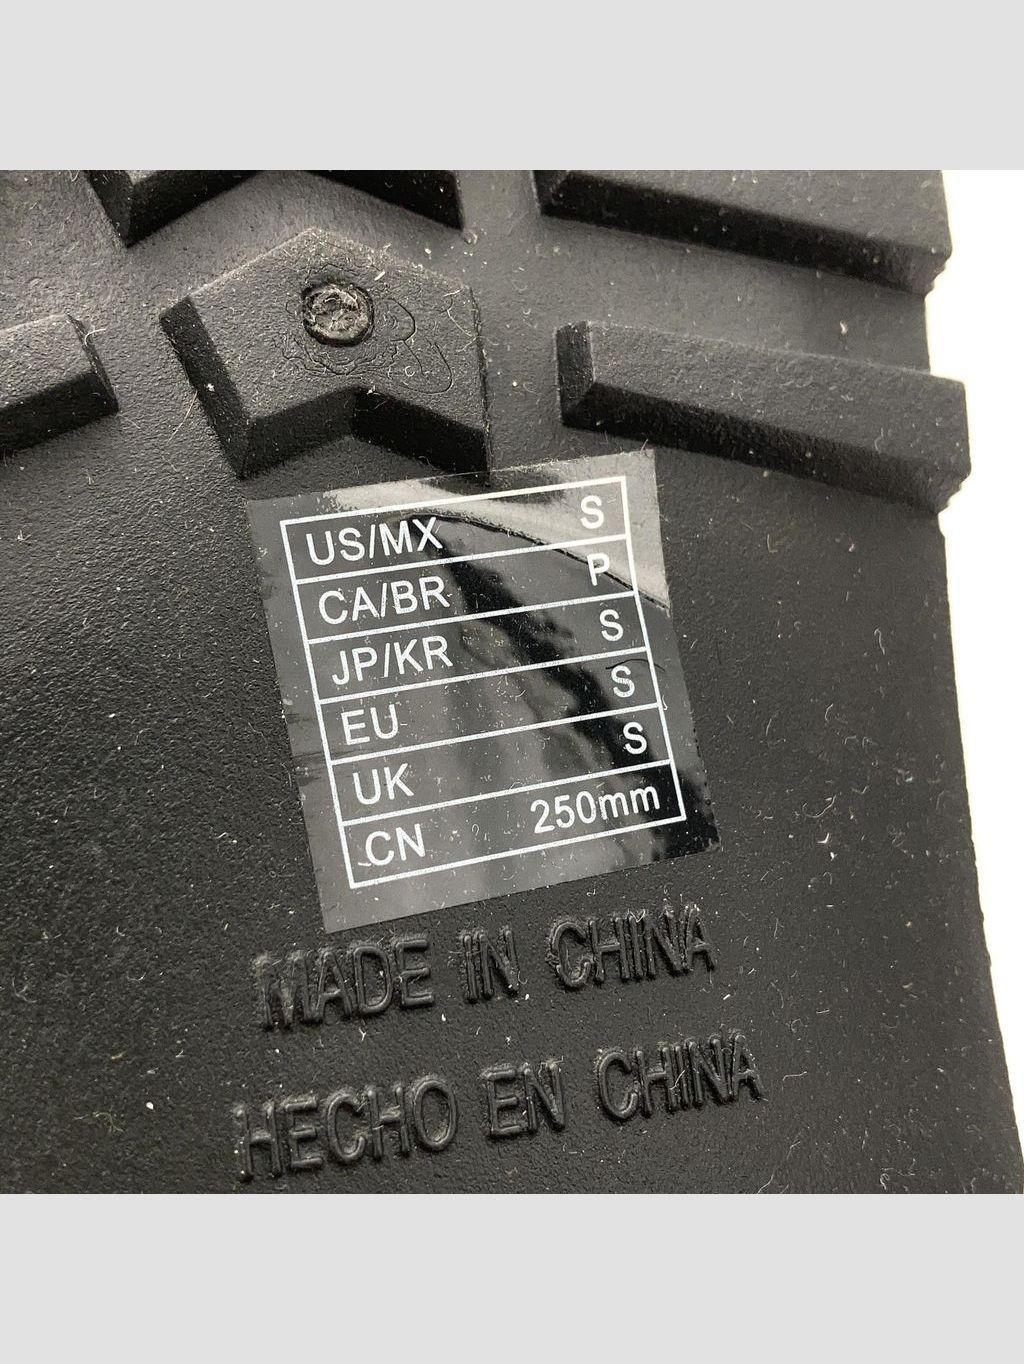 US/MX S
CA/BR P
JP/KR S
EU S
UK S
CN 250mm
MADE IN CHINA
HECHO EN CHINA